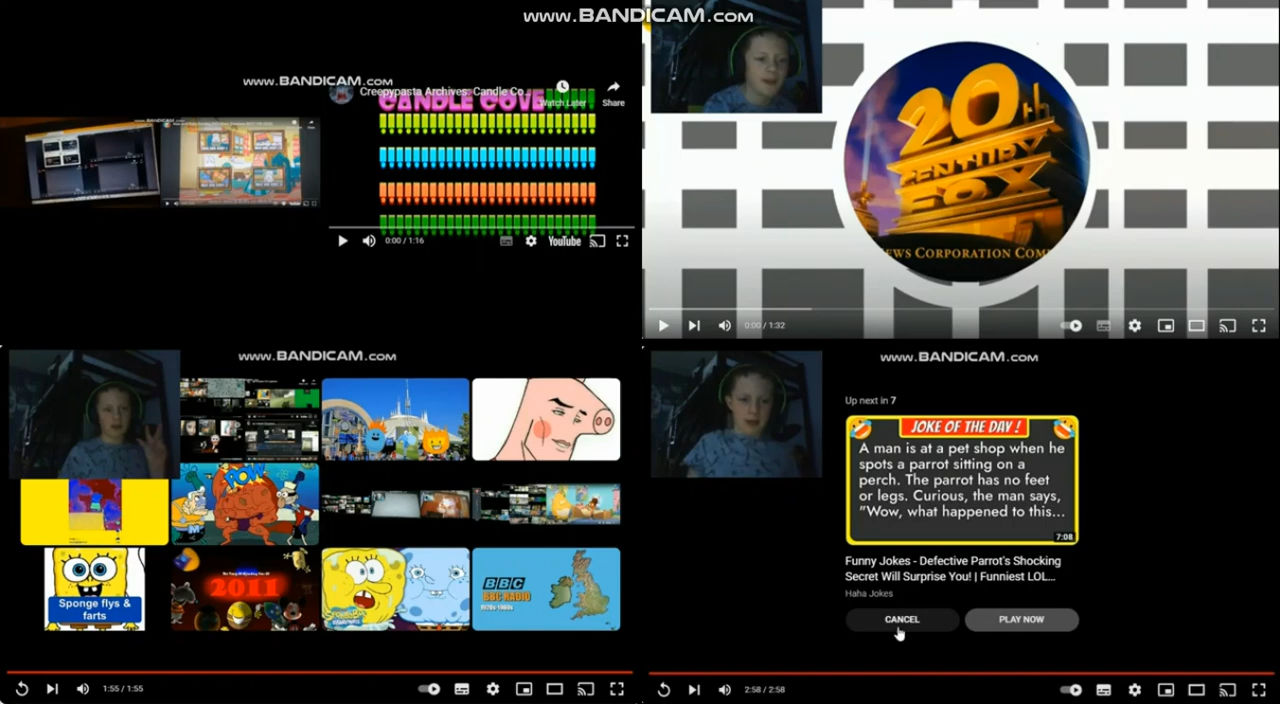 www.BANDICAM.com
www.BANDICAM.com
Creepypasta Archives: Candle Co...
Watch Later
Share
CANDLE COVE
0:00 / 1:16
YouTube
20th
CENTURY
FOX
EWS CORPORATION COM
0:00 / 1:32
www.BANDICAM.com
POW
Sponge flys &
farts
2011
BBC
BBC RADIO
1:55 / 1:55
www.BANDICAM.com
Up next in 7
JOKE OF THE DAY !
A man is at a pet shop when he
spots a parrot sitting on a
perch. The parrot has no feet
or legs. Curious, the man says,
"Wow, what happened to this...
7:08
Funny Jokes - Defective Parrot's Shocking
Secret Will Surprise You! | Funniest LOL...
Haha Jokes
CANCEL
PLAY NOW
2:58 / 2:58